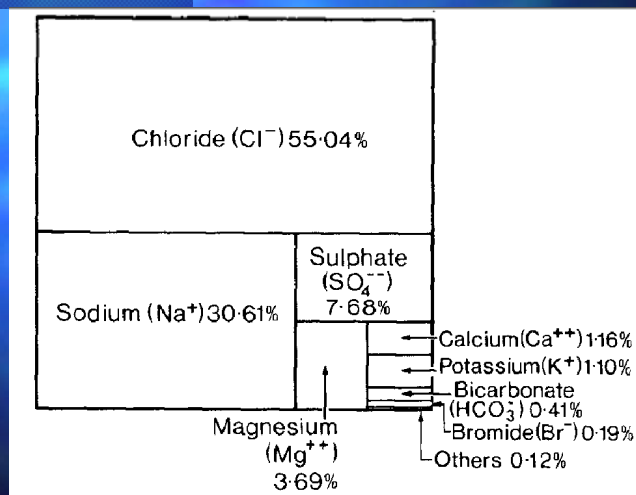 Chloride (Cl⁻) 55·04%
Sulphate
(SO₄⁻⁻)
7·68%
Sodium (Na⁺) 30·61%
Calcium (Ca⁺⁺) 1·16%
Potassium (K⁺) 1·10%
Bicarbonate
(HCO₃⁻) 0·41%
Bromide (Br⁻) 0·19%
Others 0·12%
Magnesium
(Mg⁺⁺)
3·69%